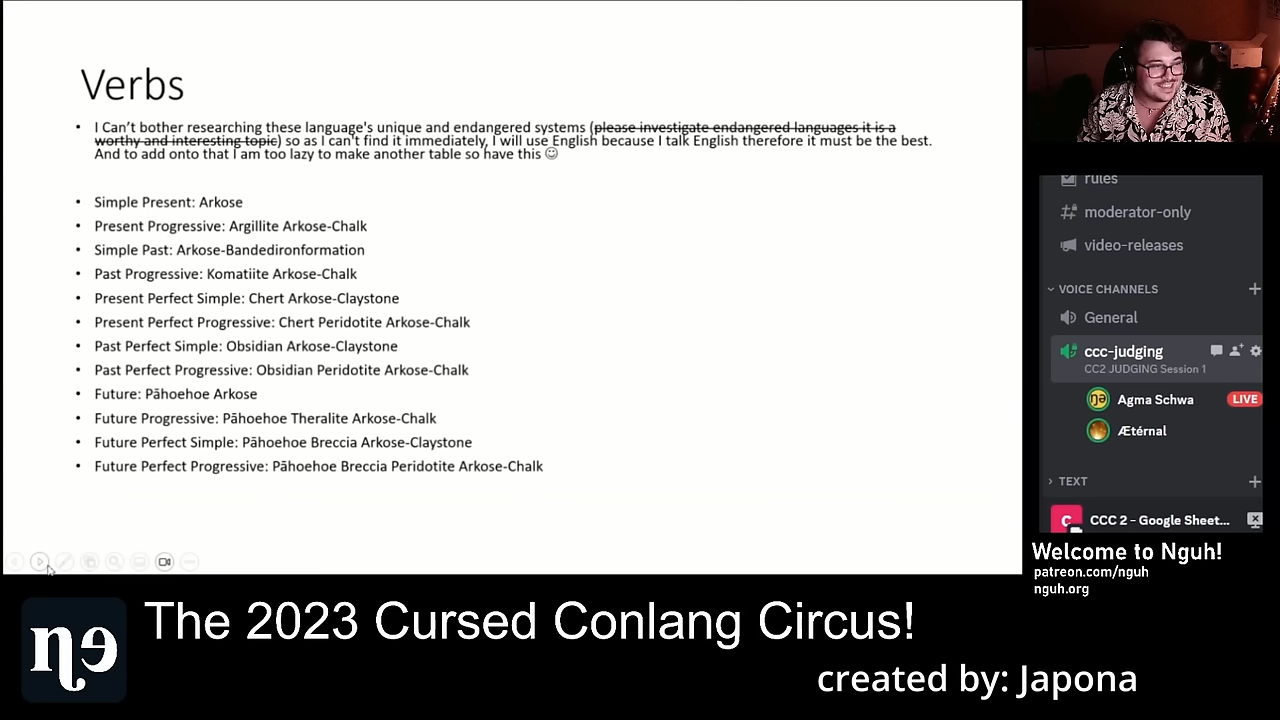 Verbs
• I Can't bother researching these language's unique and endangered systems (please investigate endangered languages it is a
worthy and interesting topic) so as I can't find it immediately, I will use English because I talk English therefore it must be the best.
And to add onto that I am too lazy to make another table so have this ☺
• Simple Present: Arkose
• Present Progressive: Argillite Arkose-Chalk
• Simple Past: Arkose-Bandedironformation
• Past Progressive: Komatiite Arkose-Chalk
• Present Perfect Simple: Chert Arkose-Claystone
• Present Perfect Progressive: Chert Peridotite Arkose-Chalk
• Past Perfect Simple: Obsidian Arkose-Claystone
• Past Perfect Progressive: Obsidian Peridotite Arkose-Chalk
• Future: Pāhoehoe Arkose
• Future Progressive: Pāhoehoe Theralite Arkose-Chalk
• Future Perfect Simple: Pāhoehoe Breccia Arkose-Claystone
• Future Perfect Progressive: Pāhoehoe Breccia Peridotite Arkose-Chalk
rules
moderator-only
video-releases
VOICE CHANNELS
General
ccc-judging
CC2 JUDGING Session 1
ŋə
Agma Schwa
LIVE
Ætérnal
TEXT
C
CCC 2 - Google Sheet...
Welcome to Nguh!
patreon.com/nguh
nguh.org
ŋə
The 2023 Cursed Conlang Circus!
created by: Japona